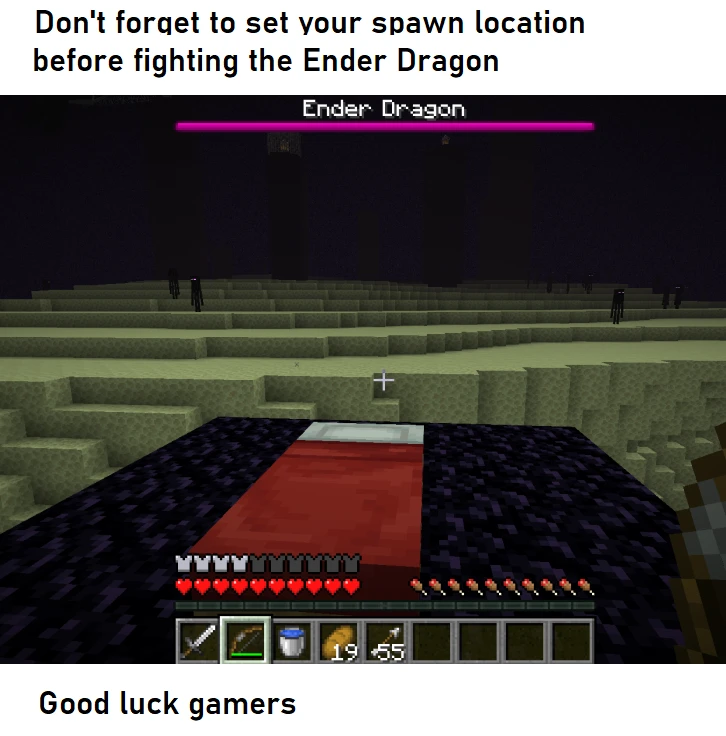 Don't forget to set your spawn location
before fighting the Ender Dragon
Ender Dragon
19
55
Good luck gamers